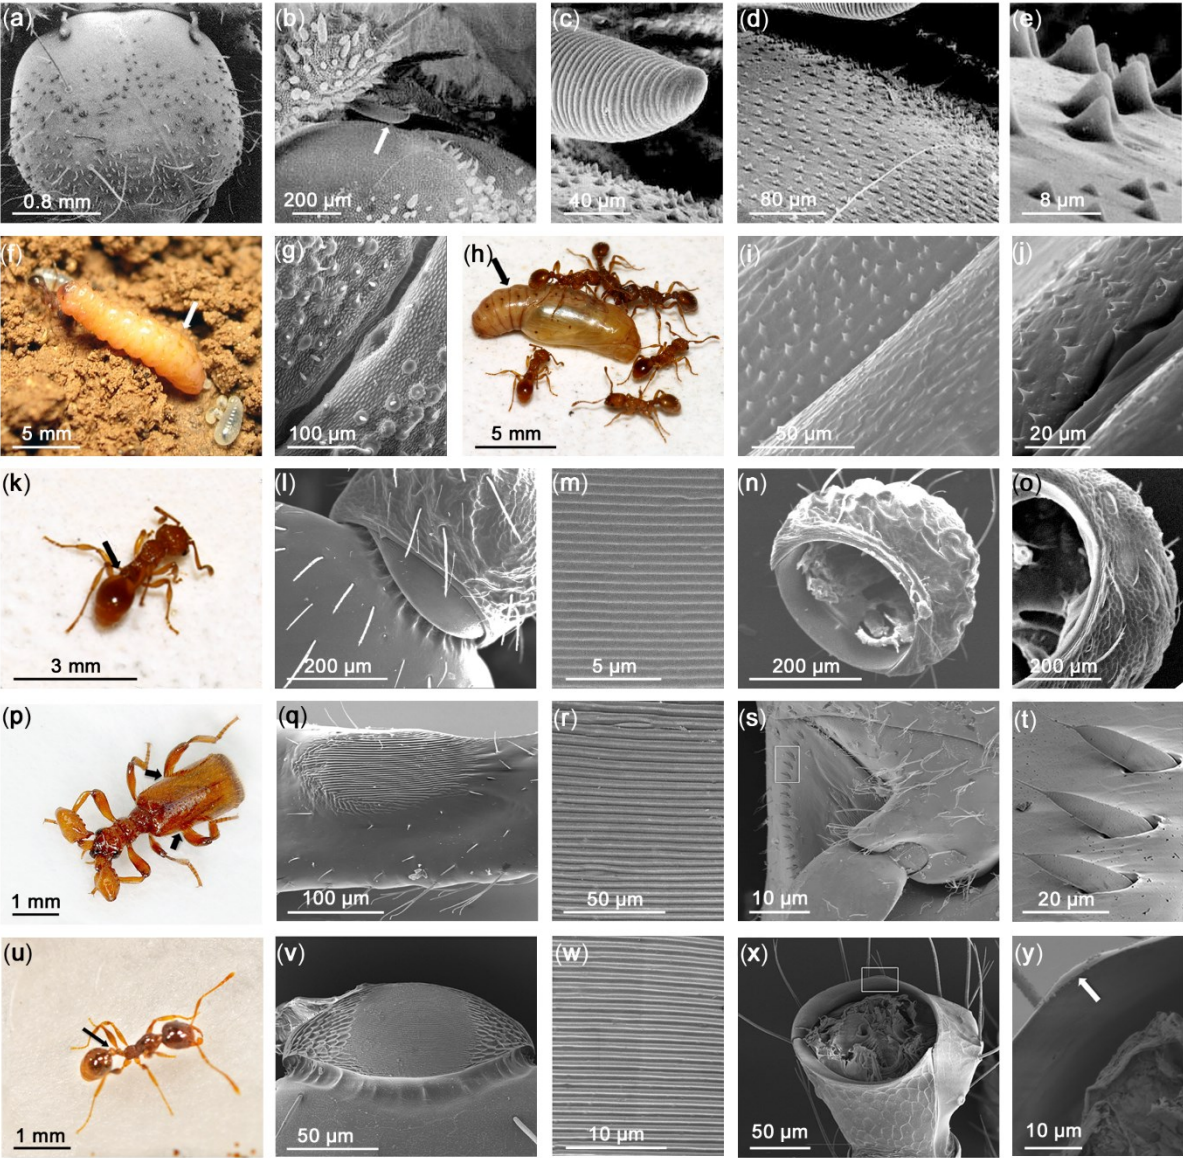 (a) (b) (c) (d) (e)
0.8 mm 200 µm 40 µm 80 µm 8 µm
(f) (g) (h) (i) (j)
5 mm 100 µm 5 mm 50 µm 20 µm
(k) (l) (m) (n) (o)
3 mm 200 µm 5 µm 200 µm 200 µm
(p) (q) (r) (s) (t)
1 mm 100 µm 50 µm 10 µm 20 µm
(u) (v) (w) (x) (y)
1 mm 50 µm 10 µm 50 µm 10 µm